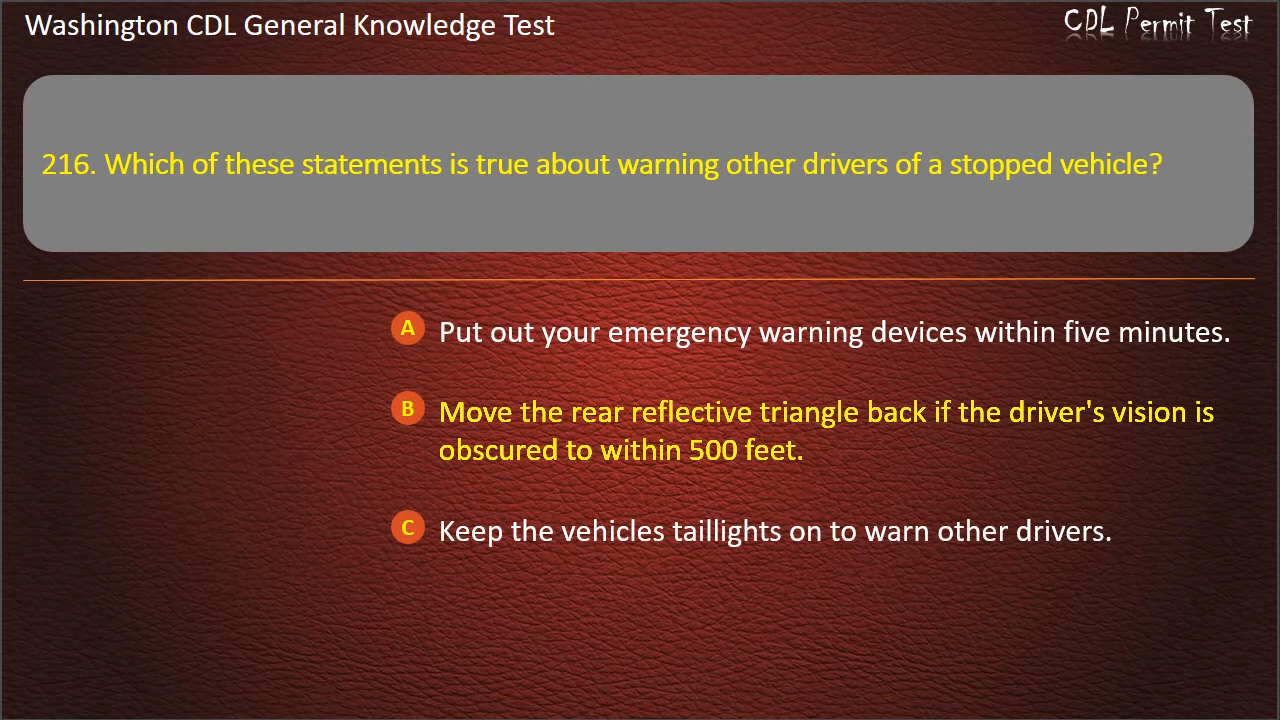 Washington CDL General Knowledge Test
CDL Permit Test
216. Which of these statements is true about warning other drivers of a stopped vehicle?
A Put out your emergency warning devices within five minutes.
B Move the rear reflective triangle back if the driver's vision is
obscured to within 500 feet.
C Keep the vehicles taillights on to warn other drivers.